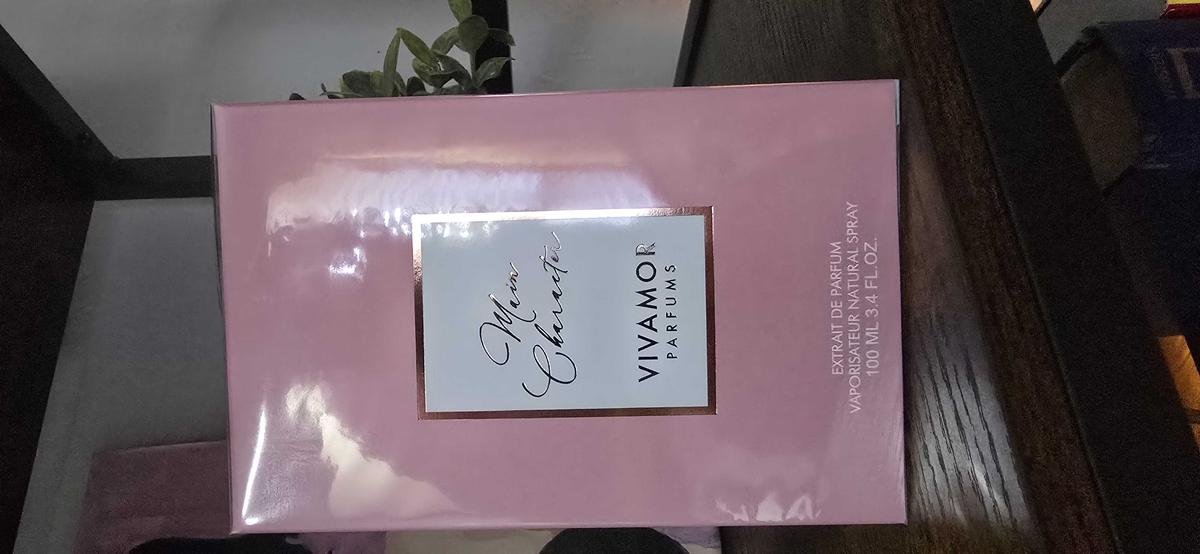 Main
Character
VIVAMOR
PARFUMS
EXTRAIT DE PARFUM
VAPORISATEUR NATURAL SPRAY
100 ML 3.4 FL.OZ.